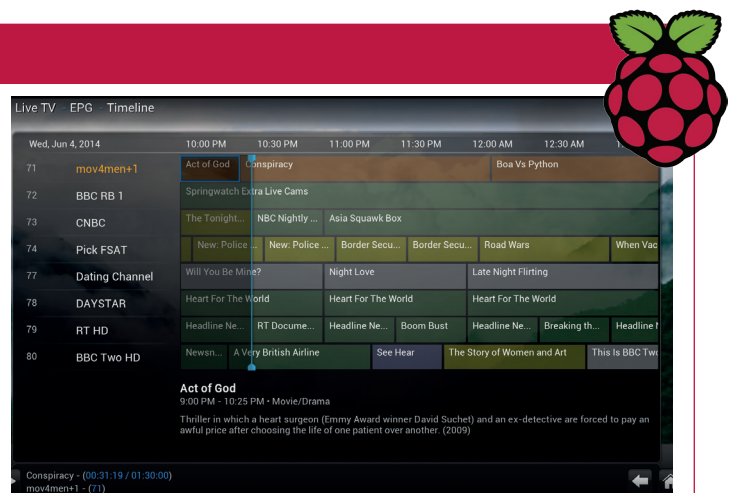 Live TV - EPG - Timeline
Wed, Jun 4, 2014 10:00 PM 10:30 PM 11:00 PM 11:30 PM 12:00 AM 12:30 AM
71 mov4men+1 Act of God Conspiracy Boa Vs Python
72 BBC RB 1 Springwatch Extra Live Cams
73 CNBC The Tonight... NBC Nightly ... Asia Squawk Box
74 Pick FSAT New: Police ... New: Police ... Border Secu... Border Secu... Road Wars When Vac
77 Dating Channel Will You Be Mine? Night Love Late Night Flirting
78 DAYSTAR Heart For The World Heart For The World Heart For The World
79 RT HD Headline Ne... RT Docume... Headline Ne... Boom Bust Headline Ne... Breaking th... Headline
80 BBC Two HD Newsn... A Very British Airline See Hear The Story of Women and Art This Is BBC Two
Act of God
9:00 PM - 10:25 PM • Movie/Drama
Thriller in which a heart surgeon (Emmy Award winner David Suchet) and an ex-detective are forced to pay an
awful price after choosing the life of one patient over another. (2009)
Conspiracy - (00:31:19 / 01:30:00)
mov4men+1 - (71)